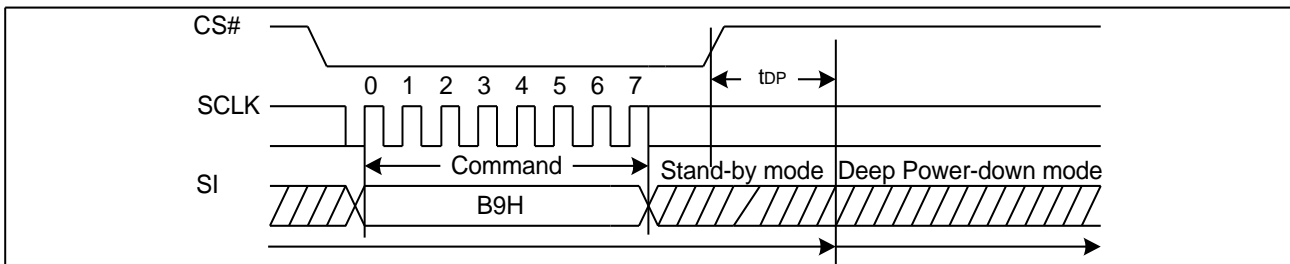 CS#
tDP
0 1 2 3 4 5 6 7
SCLK
Command
Stand-by mode Deep Power-down mode
SI
B9H